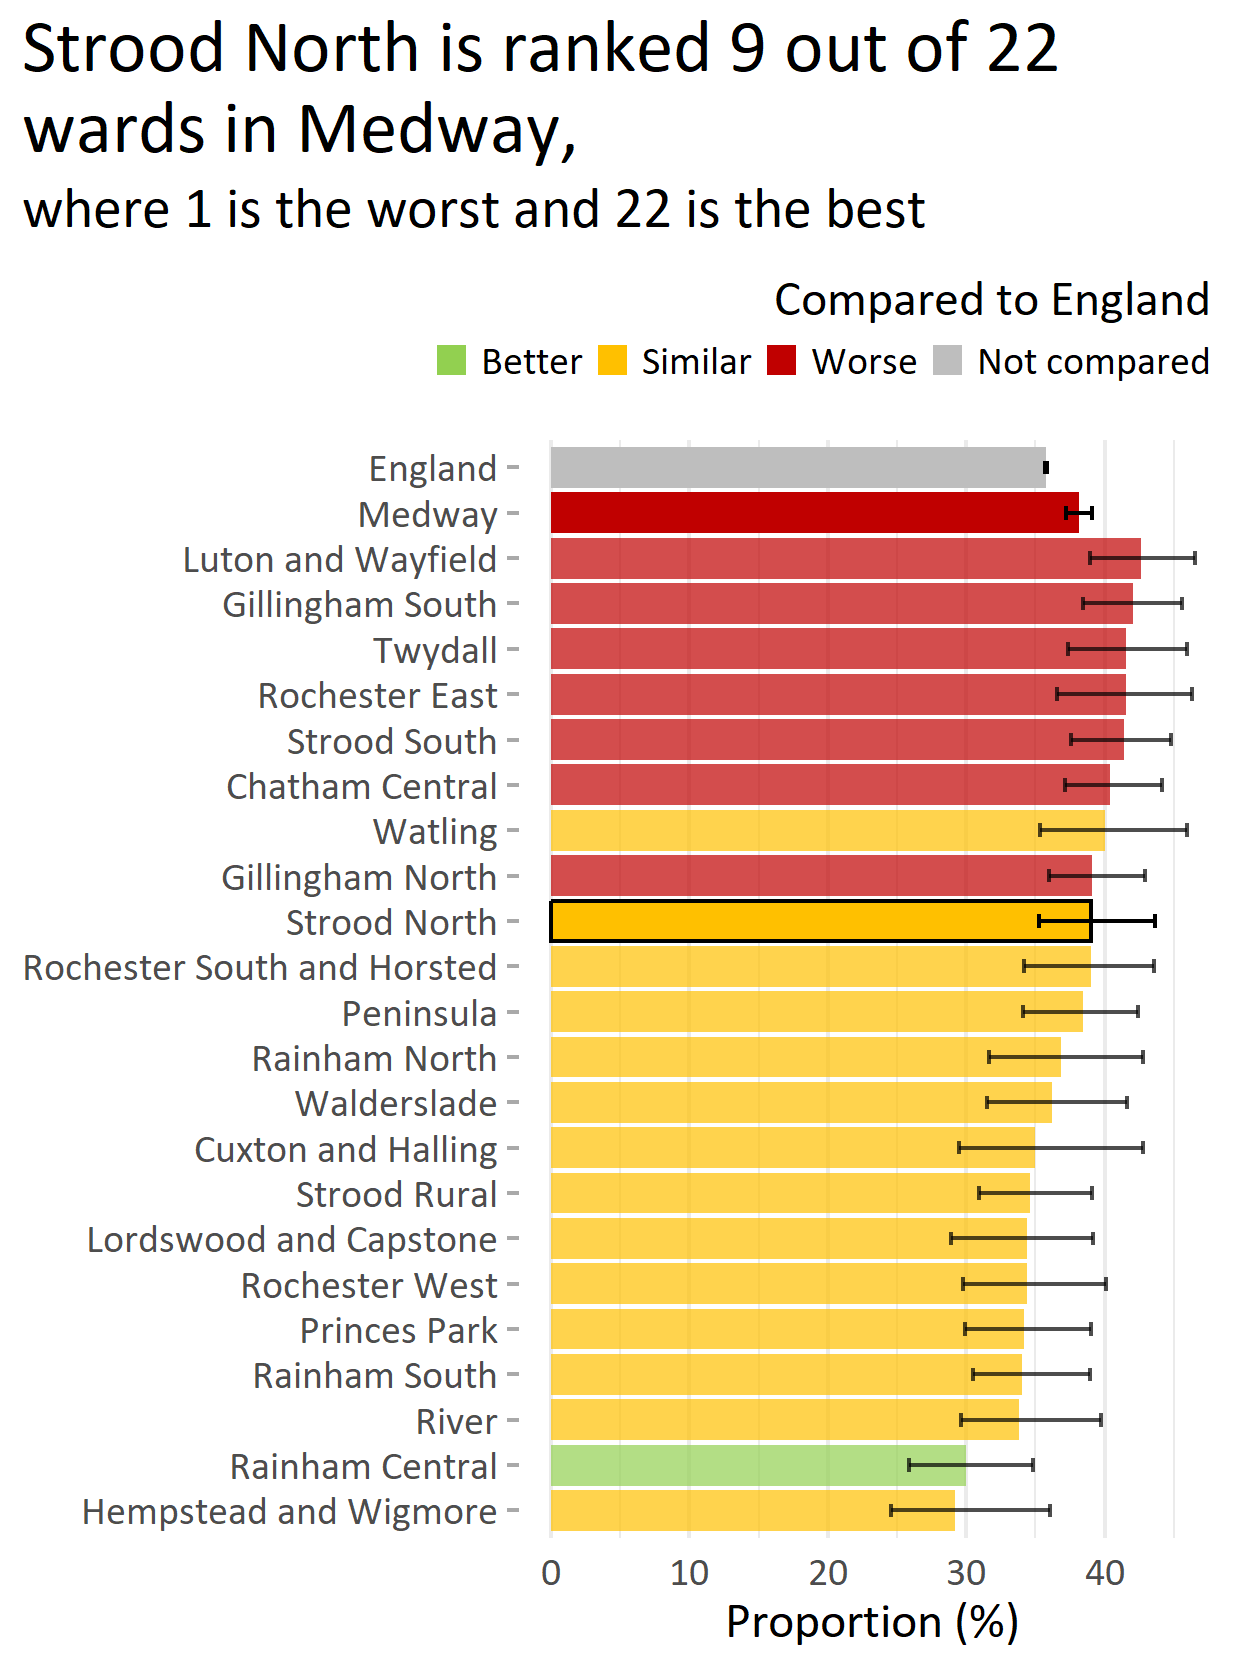 Strood North is ranked 9 out of 22
wards in Medway,
where 1 is the worst and 22 is the best
Compared to England
Better Similar Worse Not compared
England
Medway
Luton and Wayfield
Gillingham South
Twydall
Rochester East
Strood South
Chatham Central
Watling
Gillingham North
Strood North
Rochester South and Horsted
Peninsula
Rainham North
Walderslade
Cuxton and Halling
Strood Rural
Lordswood and Capstone
Rochester West
Princes Park
Rainham South
River
Rainham Central
Hempstead and Wigmore
0 10 20 30 40
Proportion (%)